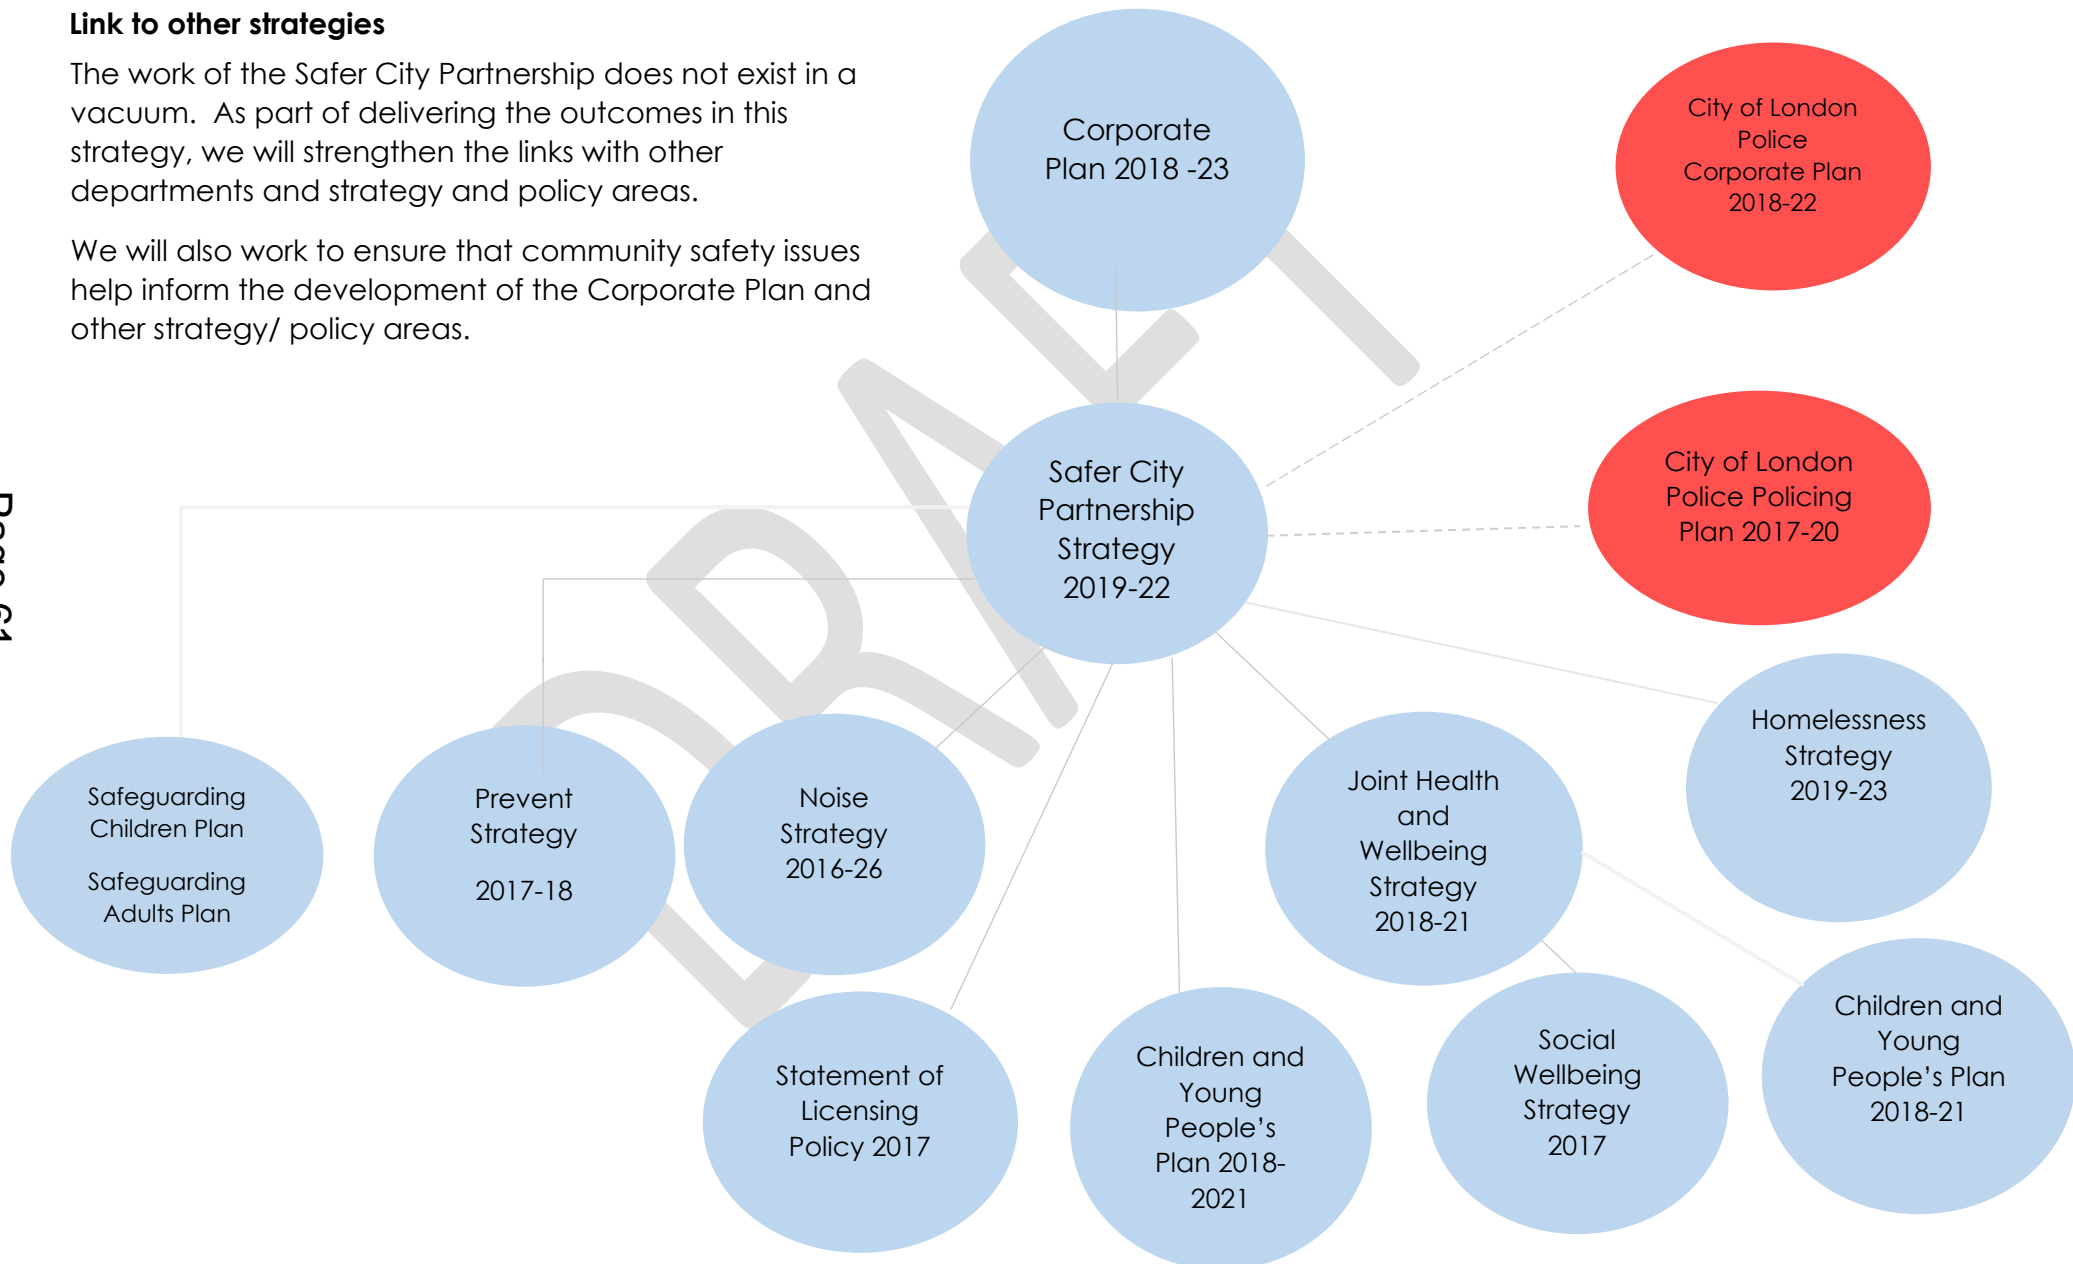 Link to other strategies
The work of the Safer City Partnership does not exist in a
vacuum.  As part of delivering the outcomes in this
strategy, we will strengthen the links with other
departments and strategy and policy areas.
We will also work to ensure that community safety issues
help inform the development of the Corporate Plan and
other strategy/ policy areas.
Corporate
Plan 2018 -23
City of London
Police
Corporate Plan
2018-22
Safer City
Partnership
Strategy
2019-22
City of London
Police Policing
Plan 2017-20
Homelessness
Strategy
2019-23
Safeguarding
Children Plan
Safeguarding
Adults Plan
Prevent
Strategy
2017-18
Noise
Strategy
2016-26
Joint Health
and
Wellbeing
Strategy
2018-21
Statement of
Licensing
Policy 2017
Children and
Young
People’s
Plan 2018-
2021
Social
Wellbeing
Strategy
2017
Children and
Young
People’s Plan
2018-21
DRAFT
Page 61